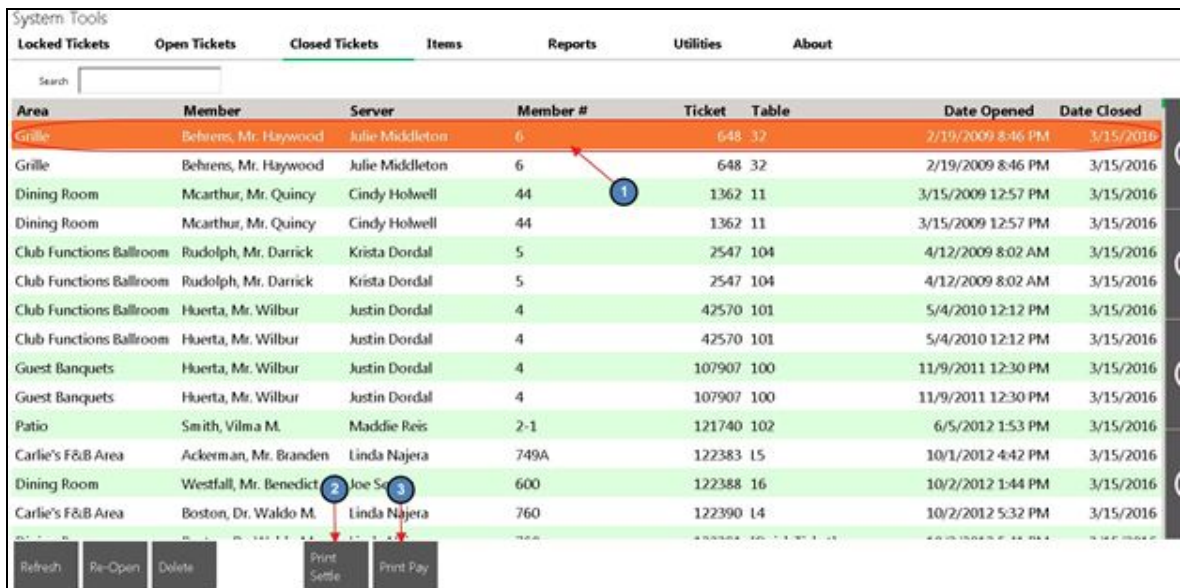 System Tools
Locked Tickets Open Tickets Closed Tickets Items Reports Utilities About
Search
Area Member Server Member # Ticket Table Date Opened Date Closed
Grille Behrens, Mr. Haywood Julie Middleton 6 648 32 2/19/2009 8:46 PM 3/15/2016
Grille Behrens, Mr. Haywood Julie Middleton 6 648 32 2/19/2009 8:46 PM 3/15/2016
1
Dining Room Mcarthur, Mr. Quincy Cindy Holwell 44 1362 11 3/15/2009 12:57 PM 3/15/2016
Dining Room Mcarthur, Mr. Quincy Cindy Holwell 44 1362 11 3/15/2009 12:57 PM 3/15/2016
Club Functions Ballroom Rudolph, Mr. Darrick Krista Dordal 5 2547 104 4/12/2009 8:02 AM 3/15/2016
Club Functions Ballroom Rudolph, Mr. Darrick Krista Dordal 5 2547 104 4/12/2009 8:02 AM 3/15/2016
Club Functions Ballroom Huerta, Mr. Wilbur Justin Dordal 4 42570 101 5/4/2010 12:12 PM 3/15/2016
Club Functions Ballroom Huerta, Mr. Wilbur Justin Dordal 4 42570 101 5/4/2010 12:12 PM 3/15/2016
Guest Banquets Huerta, Mr. Wilbur Justin Dordal 4 107907 100 11/9/2011 12:30 PM 3/15/2016
Guest Banquets Huerta, Mr. Wilbur Justin Dordal 4 107907 100 11/9/2011 12:30 PM 3/15/2016
Patio Smith, Vilma M. Maddie Reis 2-1 121740 102 6/5/2012 1:53 PM 3/15/2016
Carlie's F&B Area Ackerman, Mr. Branden Linda Najera 749A 122383 L5 10/1/2012 4:42 PM 3/15/2016
Dining Room Westfall, Mr. Benedict Joe 600 122388 16 10/2/2012 1:44 PM 3/15/2016
2 3
Carlie's F&B Area Boston, Dr. Waldo M. Linda Najera 760 122390 L4 10/2/2012 5:32 PM 3/15/2016
Refresh Re-Open Delete Print Settle Print Pay